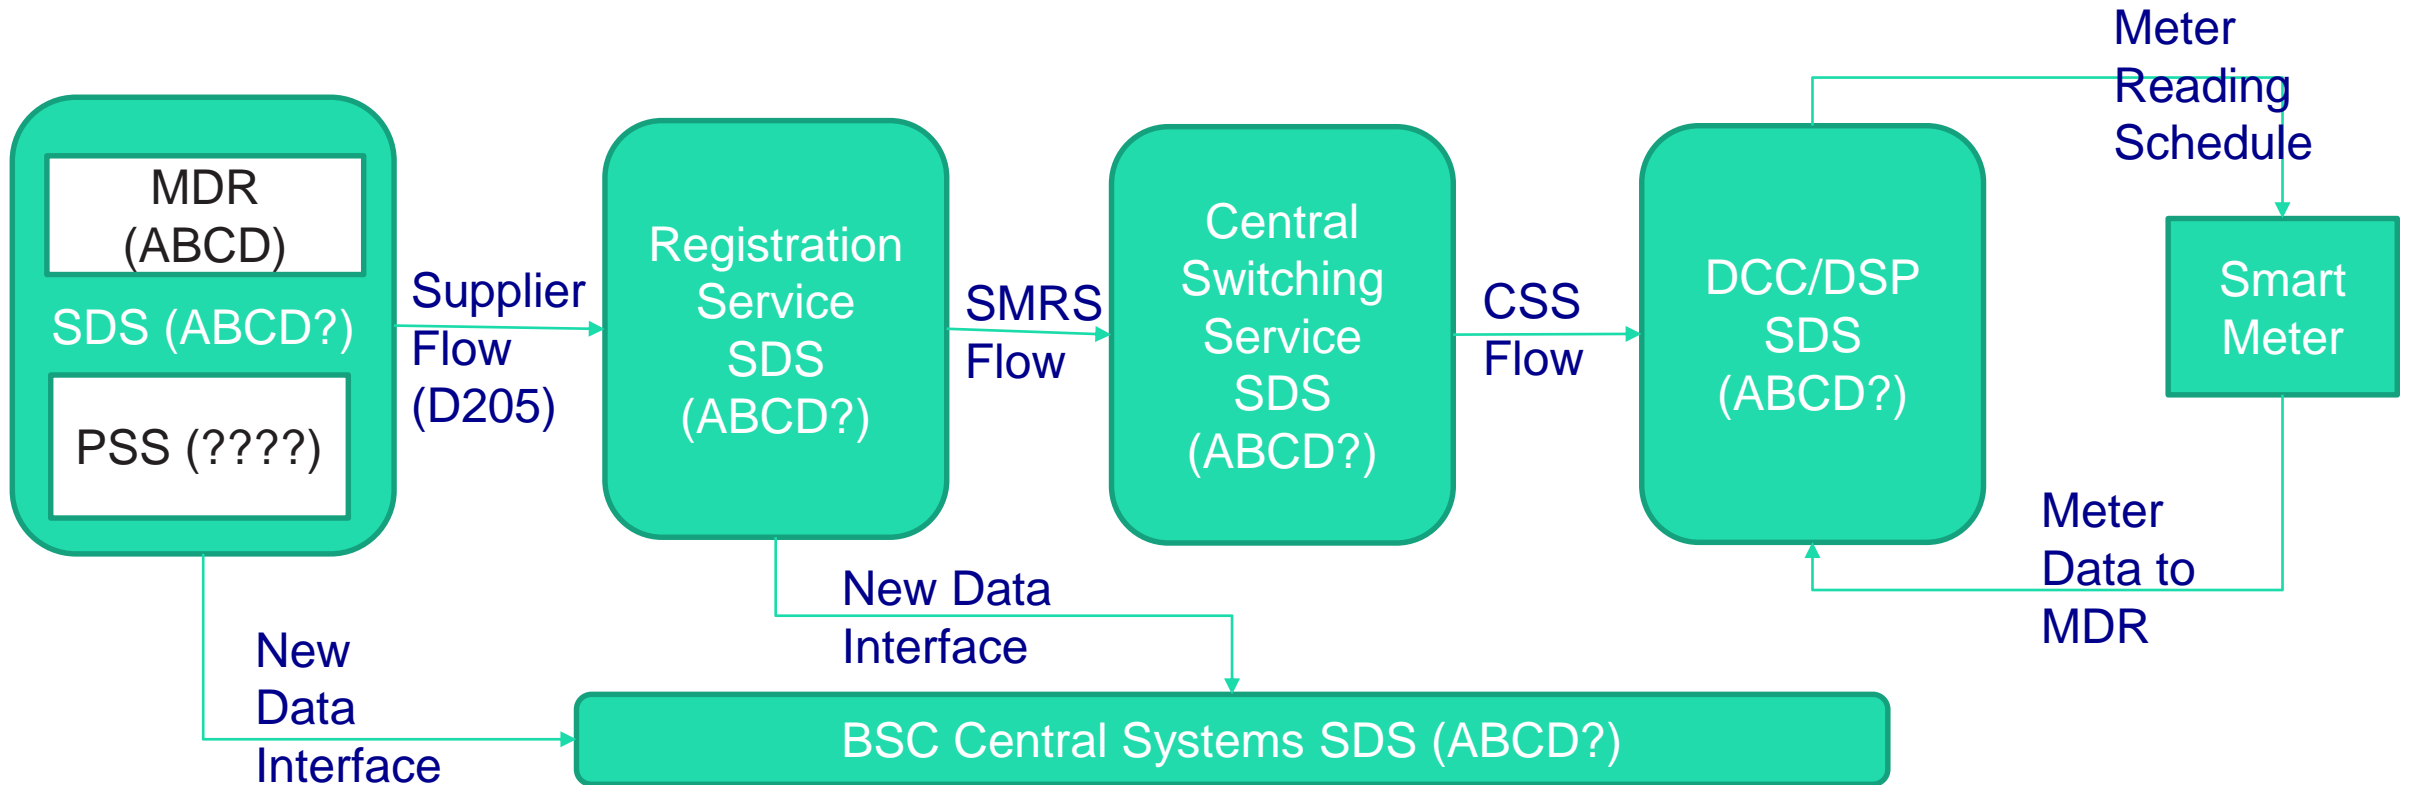 MDR
(ABCD)
SDS (ABCD?)
PSS (????)
Supplier
Flow
(D205)
Registration
Service
SDS
(ABCD?)
SMRS
Flow
Central
Switching
Service
SDS
(ABCD?)
CSS
Flow
DCC/DSP
SDS
(ABCD?)
Meter
Reading
Schedule
Smart
Meter
Meter
Data to
MDR
New Data
Interface
New
Data
Interface
BSC Central Systems SDS (ABCD?)